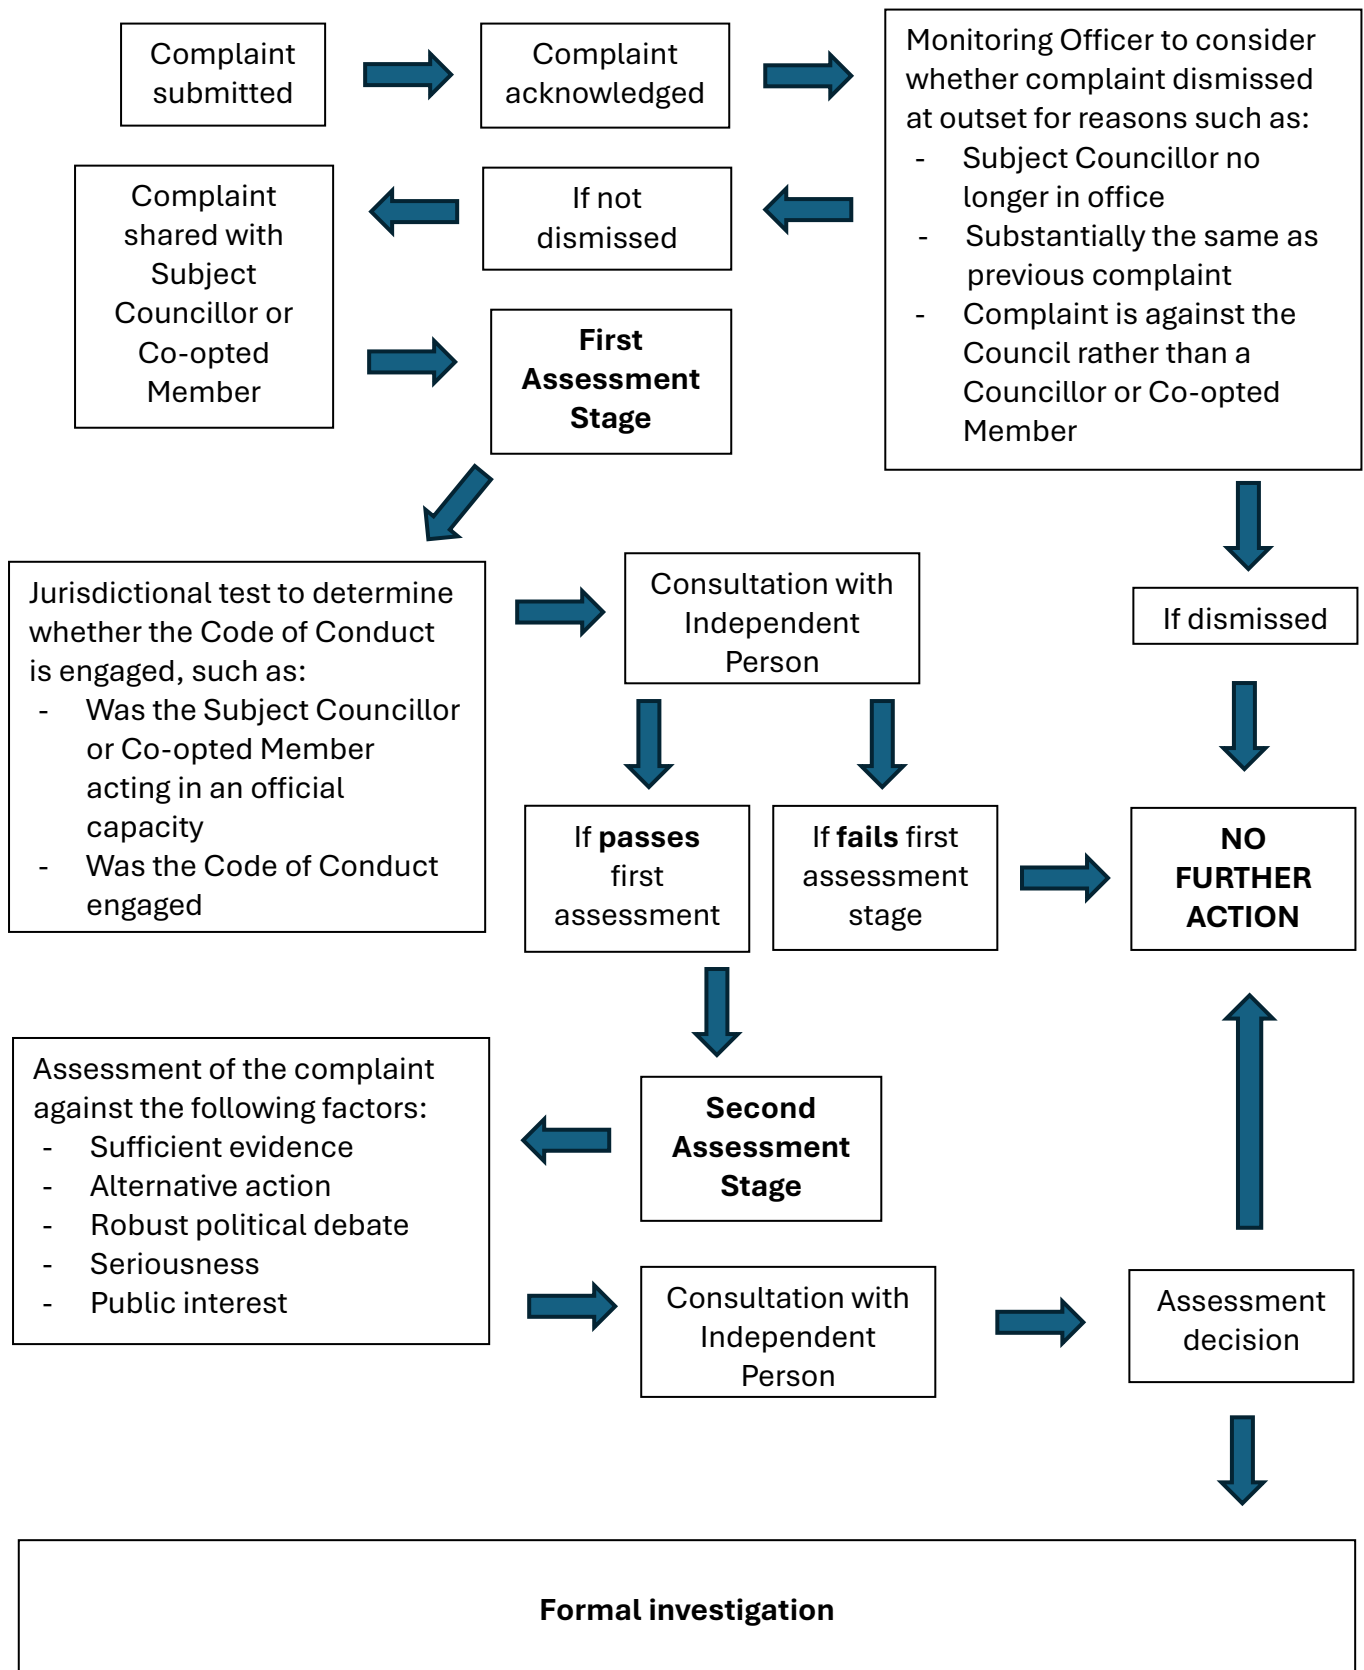 Complaint
submitted
Complaint
acknowledged
Monitoring Officer to consider
whether complaint dismissed
at outset for reasons such as:
- Subject Councillor no
longer in office
- Substantially the same as
previous complaint
- Complaint is against the
Council rather than a
Councillor or Co-opted
Member
If not
dismissed
Complaint
shared with
Subject
Councillor or
Co-opted
Member
First
Assessment
Stage
Jurisdictional test to determine
whether the Code of Conduct
is engaged, such as:
- Was the Subject Councillor
or Co-opted Member
acting in an official
capacity
- Was the Code of Conduct
engaged
Consultation with
Independent
Person
If dismissed
If passes
first
assessment
If fails first
assessment
stage
NO
FURTHER
ACTION
Second
Assessment
Stage
Assessment of the complaint
against the following factors:
- Sufficient evidence
- Alternative action
- Robust political debate
- Seriousness
- Public interest
Consultation with
Independent
Person
Assessment
decision
Formal investigation